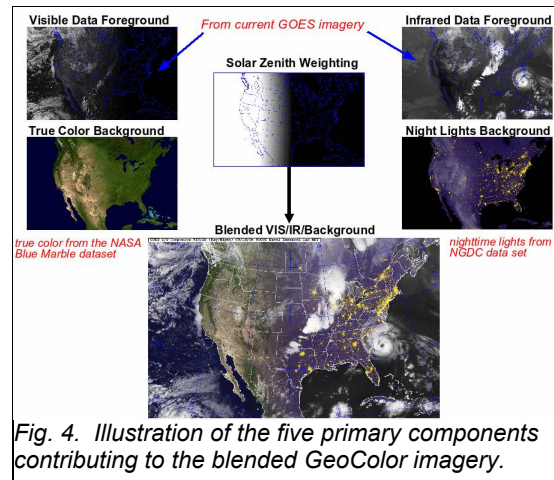 Visible Data Foreground
From current GOES imagery
Infrared Data Foreground
Solar Zenith Weighting
True Color Background
Night Lights Background
true color from the NASA
Blue Marble dataset
nighttime lights from
NGDC data set
Blended VIS/IR/Background
Fig. 4. Illustration of the five primary components
contributing to the blended GeoColor imagery.